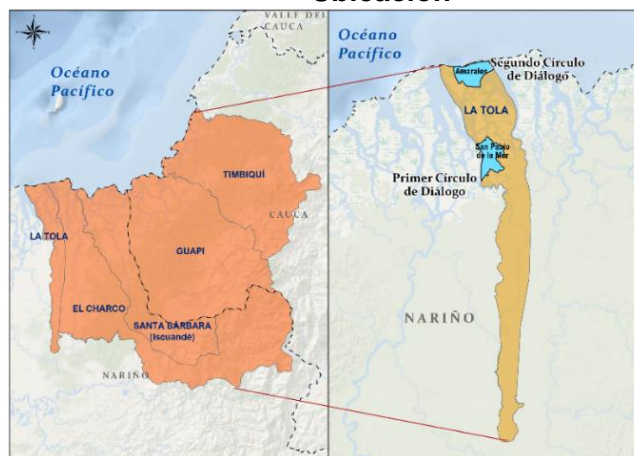 Ubicación
VALLE DEL
CAUCA
Océano
Pacífico
TIMBIQUÍ
CAUCA
LA TOLA
GUAPI
EL CHARCO
SANTA BÁRBARA
(Iscuandé)
NARIÑO
Océano
Pacífico
Segundo Círculo
de Diálogo
Amarales
LA TOLA
San Pablo
de la Mar
Primer Círculo
de Diálogo
NARIÑO